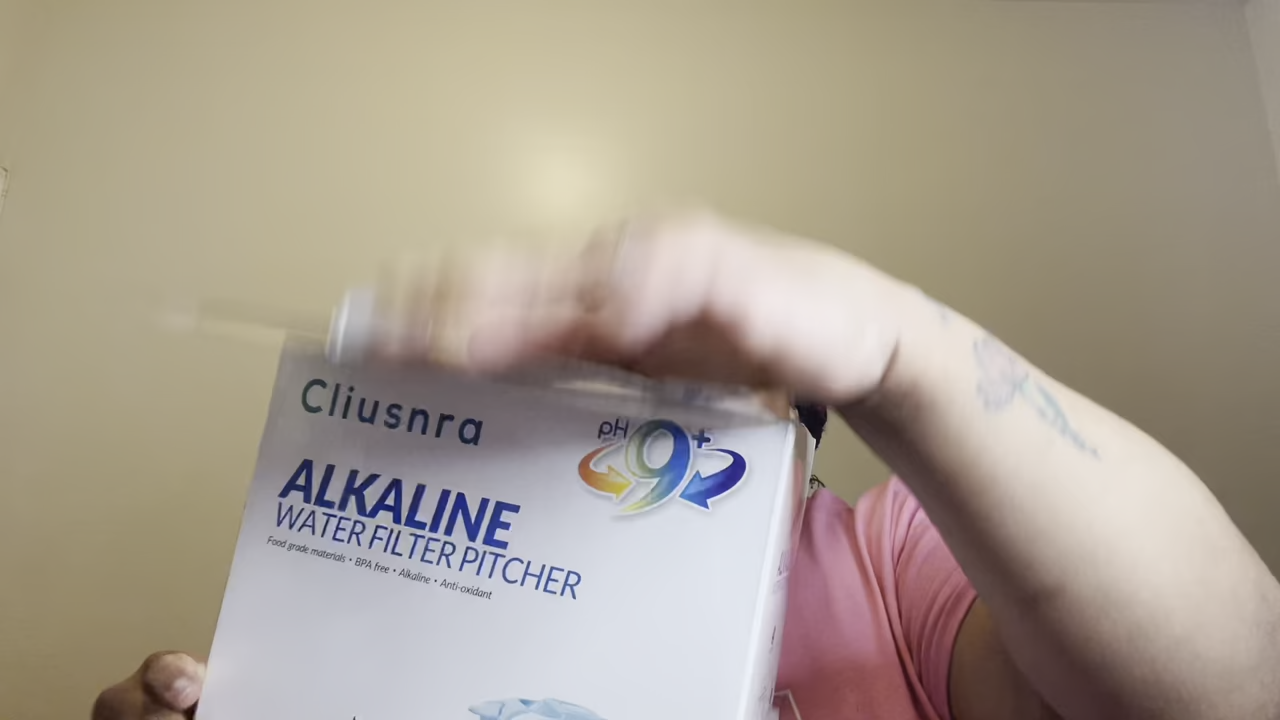 Cliusnra
pH 9+
ALKALINE
WATER FILTER PITCHER
Food grade materials • BPA free • Alkaline • Anti-oxidant